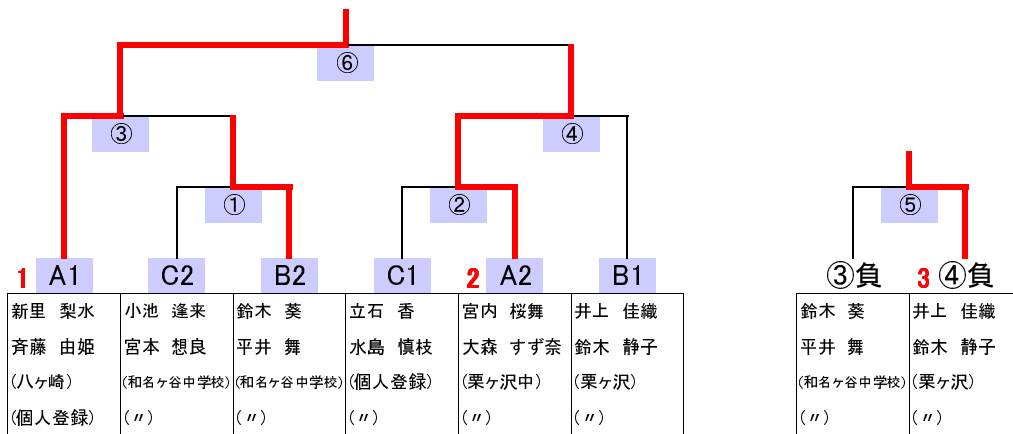 ⑥
③
④
①
②
⑤
1 A1
C2
B2
C1
2 A2
B1
③負
3 ④負
新里 梨水
斉藤 由姫
(八ヶ崎)
(個人登録)
小池 逢来
宮本 想良
(和名ヶ谷中学校)
(〃)
鈴木 葵
平井 舞
(和名ヶ谷中学校)
(〃)
立石 香
水島 慎枝
(個人登録)
(〃)
宮内 桜舞
大森 すず奈
(栗ヶ沢中)
(〃)
井上 佳織
鈴木 静子
(栗ヶ沢)
(〃)
鈴木 葵
平井 舞
(和名ヶ谷中学校)
(〃)
井上 佳織
鈴木 静子
(栗ヶ沢)
(〃)